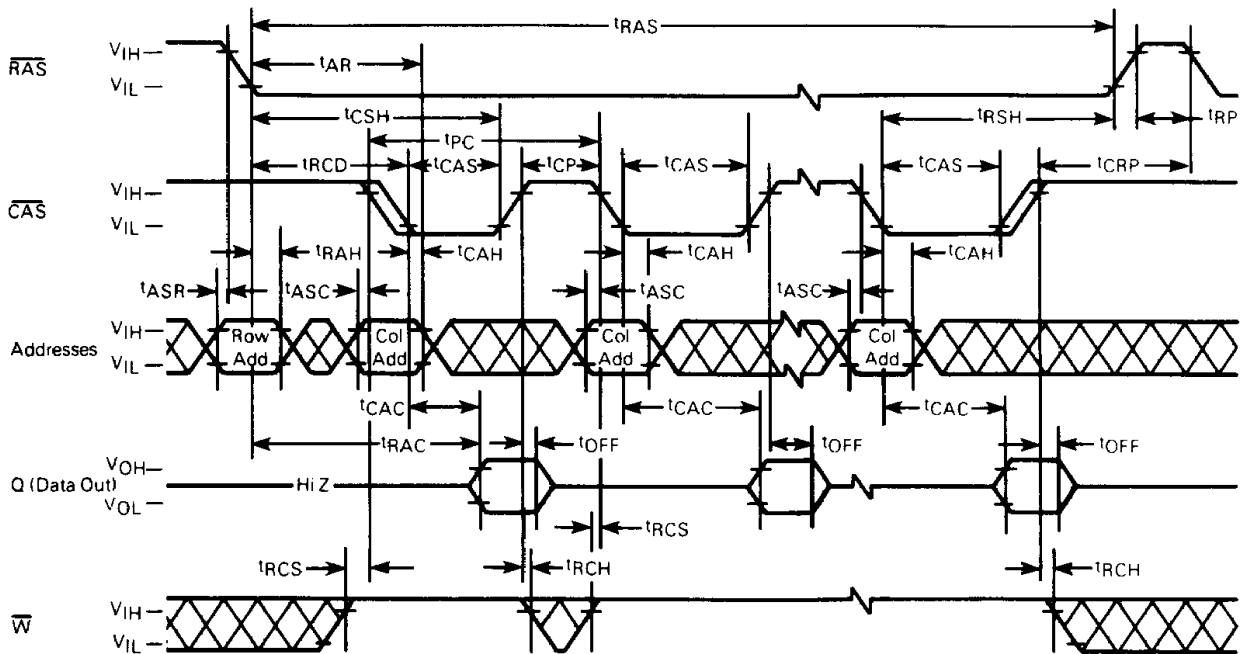 tRAS
RAS
VIH
VIL
tAR
tCSH
tRSH
tRP
tPC
tRCD
tCAS
tCP
tCAS
tCAS
tCRP
CAS
VIH
VIL
tRAH
tCAH
tCAH
tCAH
tASR
tASC
tASC
tASC
Addresses
VIH
VIL
Row Add
Col Add
Col Add
Col Add
tCAC
tCAC
tCAC
tRAC
tOFF
tOFF
tOFF
Q (Data Out)
VOH
VOL
Hi Z
tRCS
tRCS
tRCH
tRCH
W
VIH
VIL